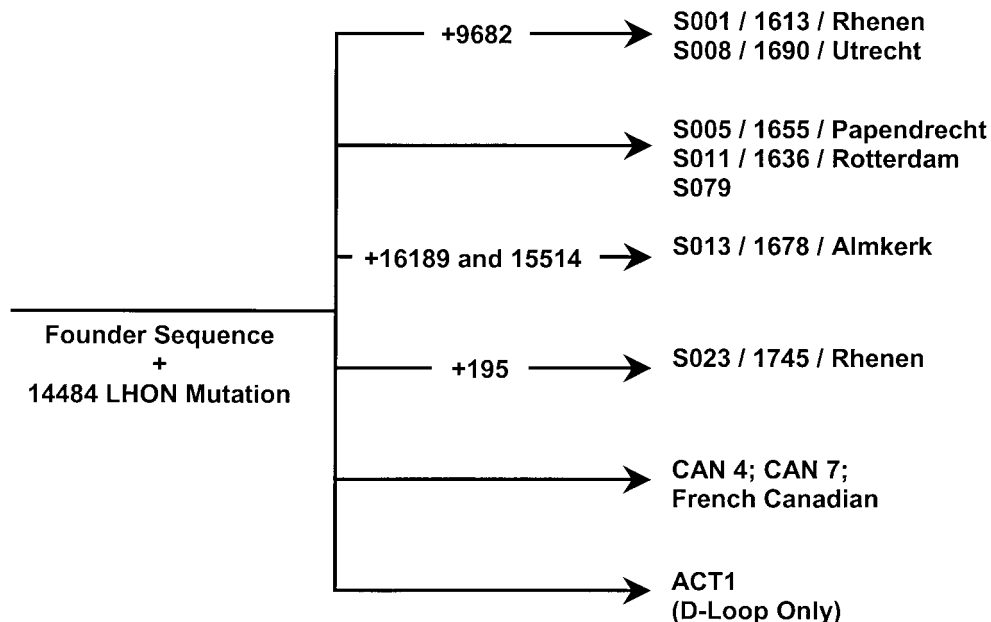 +9682
S001 / 1613 / Rhenen
S008 / 1690 / Utrecht
S005 / 1655 / Papendrecht
S011 / 1636 / Rotterdam
S079
+16189 and 15514
S013 / 1678 / Almkerk
Founder Sequence
+
14484 LHON Mutation
+195
S023 / 1745 / Rhenen
CAN 4; CAN 7;
French Canadian
ACT1
(D-Loop Only)